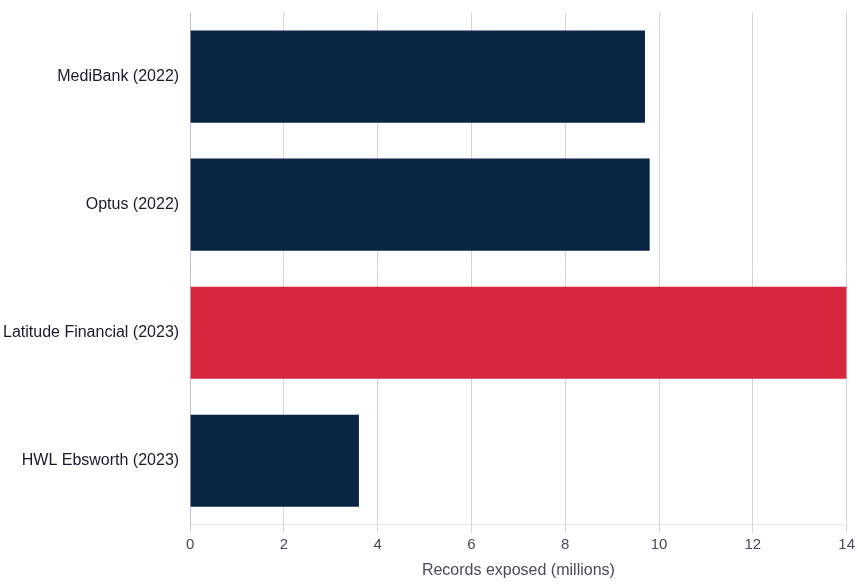 MediBank (2022)
Optus (2022)
Latitude Financial (2023)
HWL Ebsworth (2023)
0 2 4 6 8 10 12 14
Records exposed (millions)